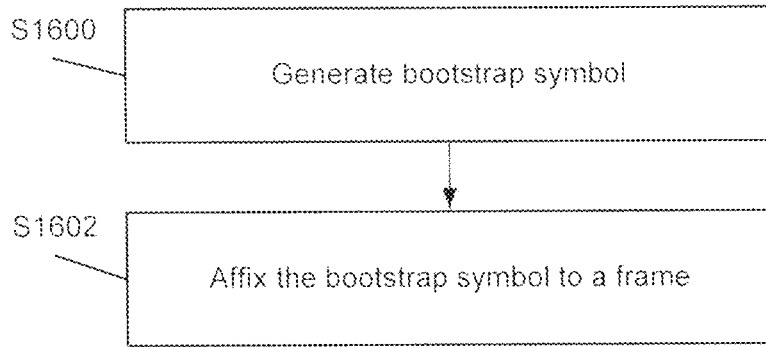 S1600
Generate bootstrap symbol
S1602
Affix the bootstrap symbol to a frame